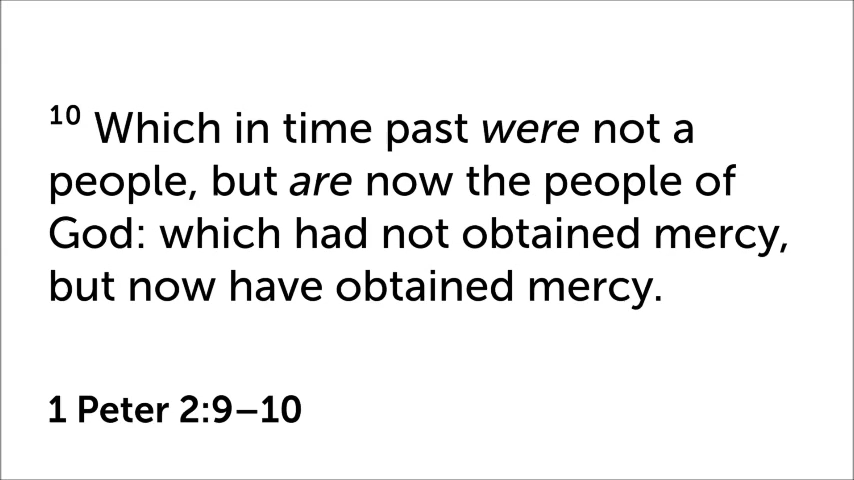 10 Which in time past were not a
people, but are now the people of
God: which had not obtained mercy,
but now have obtained mercy.
1 Peter 2:9–10